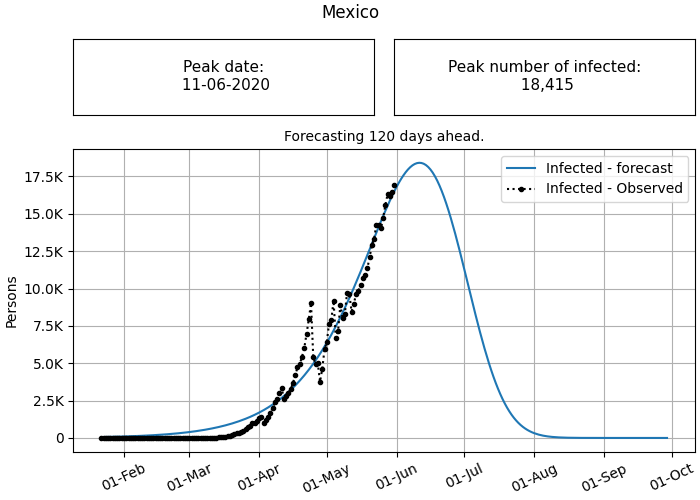 Mexico
Peak date:
11-06-2020
Peak number of infected:
18,415
Forecasting 120 days ahead.
Infected - forecast
Infected - Observed
17.5K
15.0K
12.5K
10.0K
7.5K
5.0K
2.5K
0
Persons
01-Feb
01-Mar
01-Apr
01-May
01-Jun
01-Jul
01-Aug
01-Sep
01-Oct